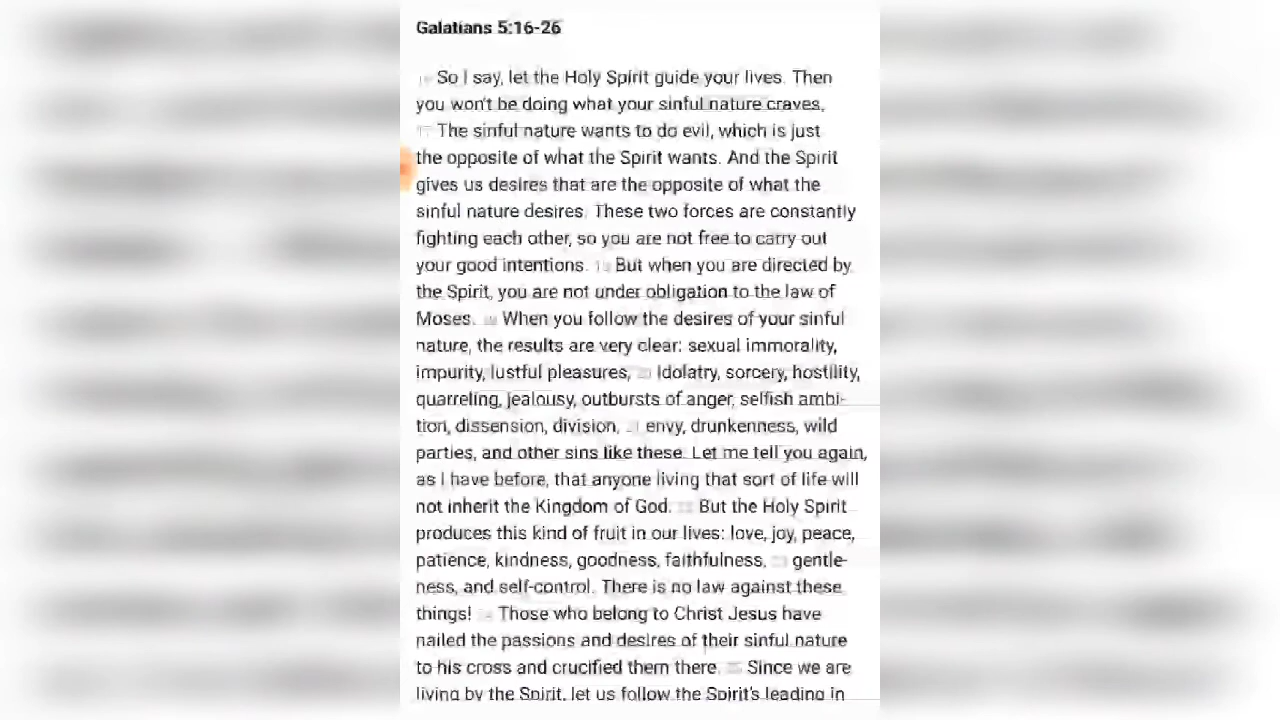 Galatians 5:16-26
So I say, let the Holy Spirit guide your lives. Then
you won't be doing what your sinful nature craves.
The sinful nature wants to do evil, which is just
the opposite of what the Spirit wants. And the Spirit
gives us desires that are the opposite of what the
sinful nature desires. These two forces are constantly
fighting each other, so you are not free to carry out
your good intentions. But when you are directed by
the Spirit, you are not under obligation to the law of
Moses. When you follow the desires of your sinful
nature, the results are very clear: sexual immorality,
impurity, lustful pleasures, idolatry, sorcery, hostility,
quarreling, jealousy, outbursts of anger, selfish ambi-
tion, dissension, division, envy, drunkenness, wild
parties, and other sins like these. Let me tell you again,
as I have before, that anyone living that sort of life will
not inherit the Kingdom of God. But the Holy Spirit
produces this kind of fruit in our lives: love, joy, peace,
patience, kindness, goodness, faithfulness, gentle-
ness, and self-control. There is no law against these
things! Those who belong to Christ Jesus have
nailed the passions and desires of their sinful nature
to his cross and crucified them there. Since we are
living by the Spirit, let us follow the Spirit's leading in